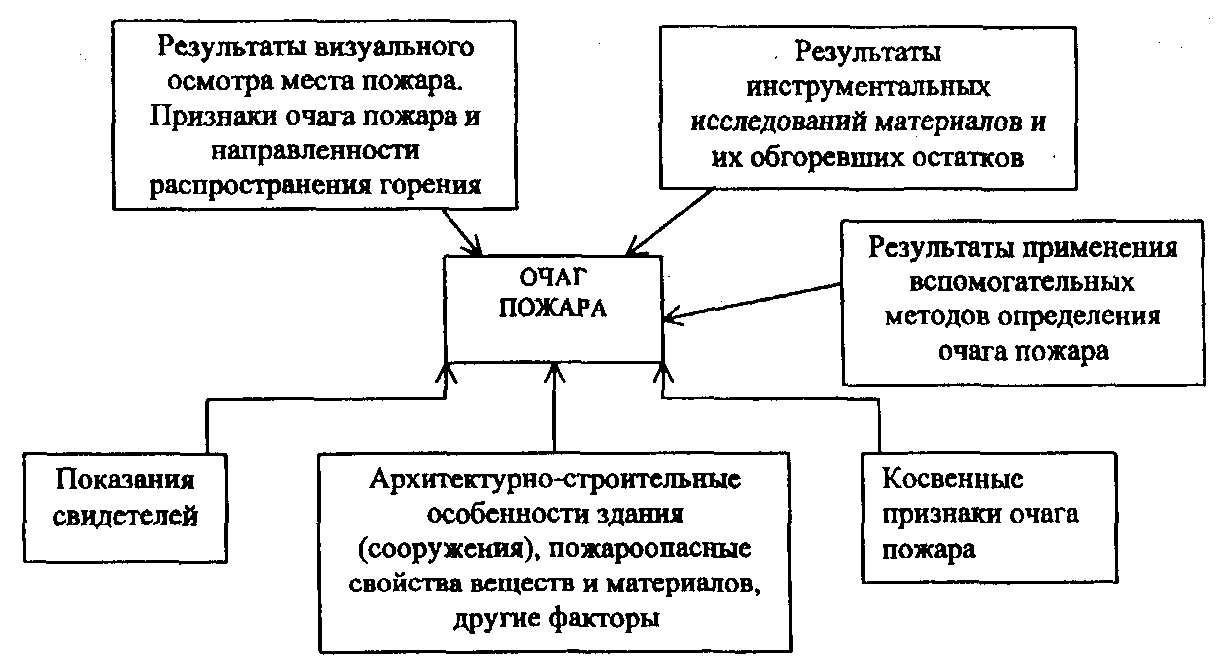 Результаты визуального
осмотра места пожара.
Признаки очага пожара и
направленности
распространения горения
Результаты
инструментальных
исследований материалов и
их обгоревших остатков
Результаты применения
вспомогательных
методов определения
очага пожара
ОЧАГ
ПОЖАРА
Показания
свидетелей
Архитектурно-строительные
особенности здания
(сооружения), пожароопасные
свойства веществ и материалов,
другие факторы
Косвенные
признаки очага
пожара